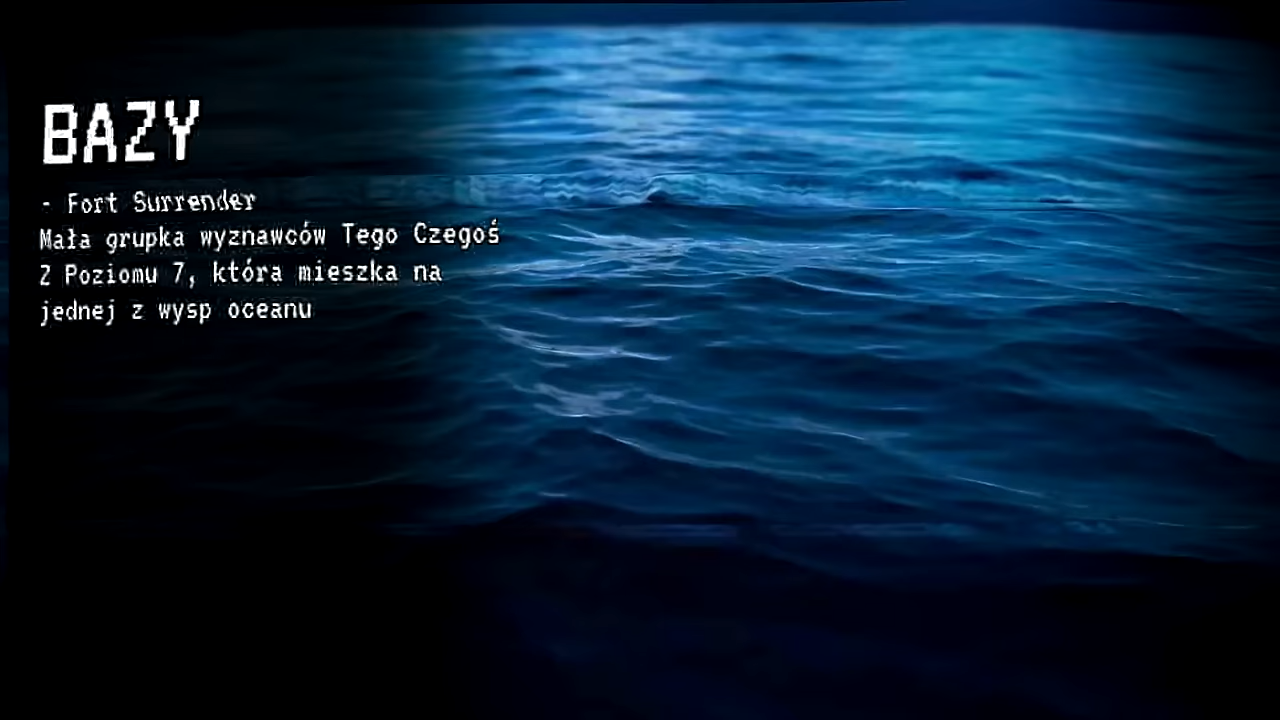 BAZY
- Fort Surrender
Mała grupka wyznawców Tego Czegoś
Z Poziomu 7, która mieszka na
jednej z wysp oceanu